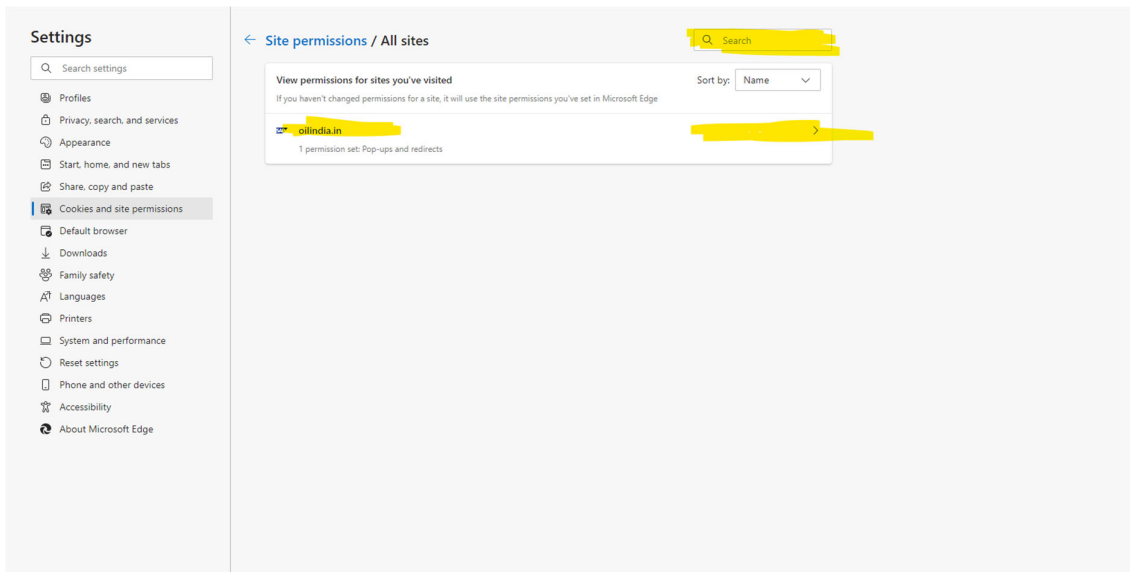 Settings
Search settings
Profiles
Privacy, search, and services
Appearance
Start, home, and new tabs
Share, copy and paste
Cookies and site permissions
Default browser
Downloads
Family safety
Languages
Printers
System and performance
Reset settings
Phone and other devices
Accessibility
About Microsoft Edge
Site permissions / All sites
Search
View permissions for sites you've visited
Sort by: Name
If you haven't changed permissions for a site, it will use the site permissions you've set in Microsoft Edge
oilindia.in
1 permission set: Pop-ups and redirects